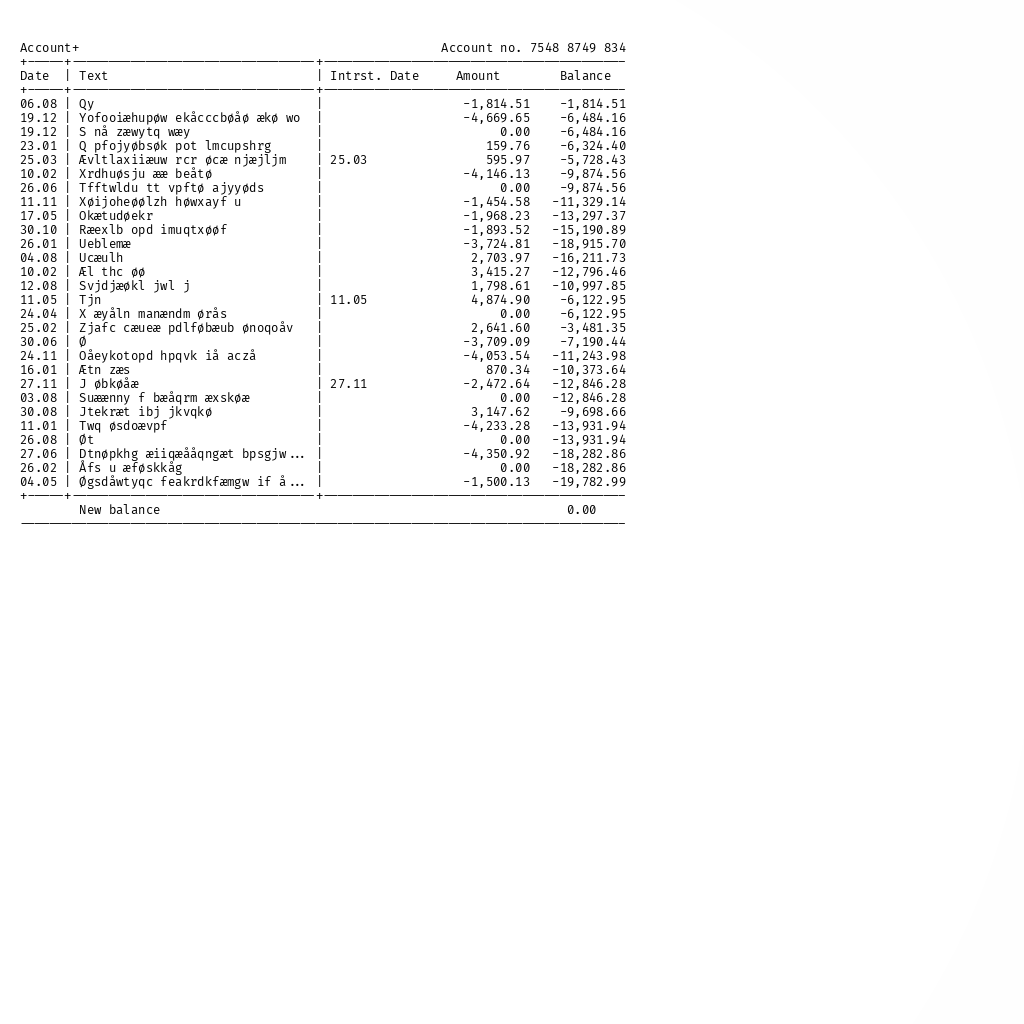 Account+ Account no. 7548 8749 834
+-----+---------------------------------+-----------------------------------------
Date | Text | Intrst. Date Amount Balance
+-----+---------------------------------+-----------------------------------------
06.08 | Qy | -1,814.51 -1,814.51
19.12 | Yofooiæhupøw ekåcccbøåø ækø wo | -4,669.65 -6,484.16
19.12 | S nå zæwytq wæy | 0.00 -6,484.16
23.01 | Q pfojyøbsøk pot lmcupshrg | 159.76 -6,324.40
25.03 | Ævltlaxiiæuw rcr øcæ njæjljm | 25.03 595.97 -5,728.43
10.02 | Xrdhuøsju ææ beåtø | -4,146.13 -9,874.56
26.06 | Tfftwldu tt vpftø ajyyøds | 0.00 -9,874.56
11.11 | Xøijoheøølzh høwxayf u | -1,454.58 -11,329.14
17.05 | Okætudøekr | -1,968.23 -13,297.37
30.10 | Ræexlb opd imuqtxøøf | -1,893.52 -15,190.89
26.01 | Ueblemæ | -3,724.81 -18,915.70
04.08 | Ucæulh | 2,703.97 -16,211.73
10.02 | Æl thc øø | 3,415.27 -12,796.46
12.08 | Svjdjæøkl jwl j | 1,798.61 -10,997.85
11.05 | Tjn | 11.05 4,874.90 -6,122.95
24.04 | X æyåln manændm ørås | 0.00 -6,122.95
25.02 | Zjafc cæueæ pdlføbæub ønoqoåv | 2,641.60 -3,481.35
30.06 | Ø | -3,709.09 -7,190.44
24.11 | Oåeykotopd hpqvk iå aczå | -4,053.54 -11,243.98
16.01 | Ætn zæs | 870.34 -10,373.64
27.11 | J øbkøåæ | 27.11 -2,472.64 -12,846.28
03.08 | Suæænny f bæåqrm æxskøæ | 0.00 -12,846.28
30.08 | Jtekræt ibj jkvqkø | 3,147.62 -9,698.66
11.01 | Twq øsdoævpf | -4,233.28 -13,931.94
26.08 | Øt | 0.00 -13,931.94
27.06 | Dtnøpkhg æiiqæååqngæt bpsgjw... | -4,350.92 -18,282.86
26.02 | Åfs u æføskkåg | 0.00 -18,282.86
04.05 | Øgsdåwtyqc feakrdkfæmgw if å... | -1,500.13 -19,782.99
+-----+---------------------------------+-----------------------------------------
New balance 0.00
----------------------------------------------------------------------------------